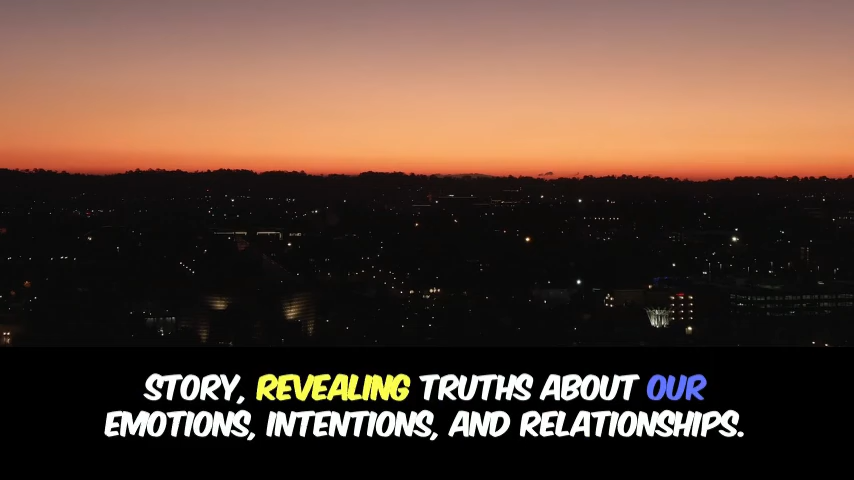 STORY, REVEALING TRUTHS ABOUT OUR
EMOTIONS, INTENTIONS, AND RELATIONSHIPS.